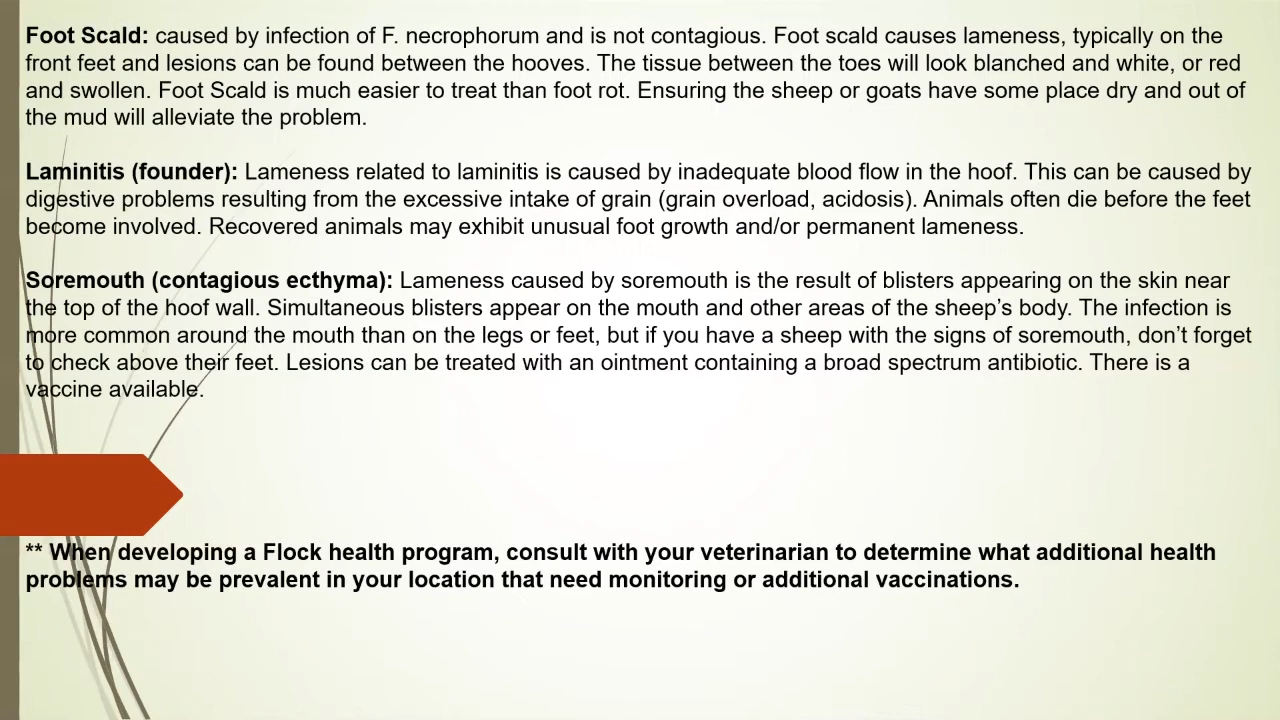 Foot Scald: caused by infection of F. necrophorum and is not contagious. Foot scald causes lameness, typically on the
front feet and lesions can be found between the hooves. The tissue between the toes will look blanched and white, or red
and swollen. Foot Scald is much easier to treat than foot rot. Ensuring the sheep or goats have some place dry and out of
the mud will alleviate the problem.
Laminitis (founder): Lameness related to laminitis is caused by inadequate blood flow in the hoof. This can be caused by
digestive problems resulting from the excessive intake of grain (grain overload, acidosis). Animals often die before the feet
become involved. Recovered animals may exhibit unusual foot growth and/or permanent lameness.
Soremouth (contagious ecthyma): Lameness caused by soremouth is the result of blisters appearing on the skin near
the top of the hoof wall. Simultaneous blisters appear on the mouth and other areas of the sheep’s body. The infection is
more common around the mouth than on the legs or feet, but if you have a sheep with the signs of soremouth, don’t forget
to check above their feet. Lesions can be treated with an ointment containing a broad spectrum antibiotic. There is a
vaccine available.
** When developing a Flock health program, consult with your veterinarian to determine what additional health
problems may be prevalent in your location that need monitoring or additional vaccinations.